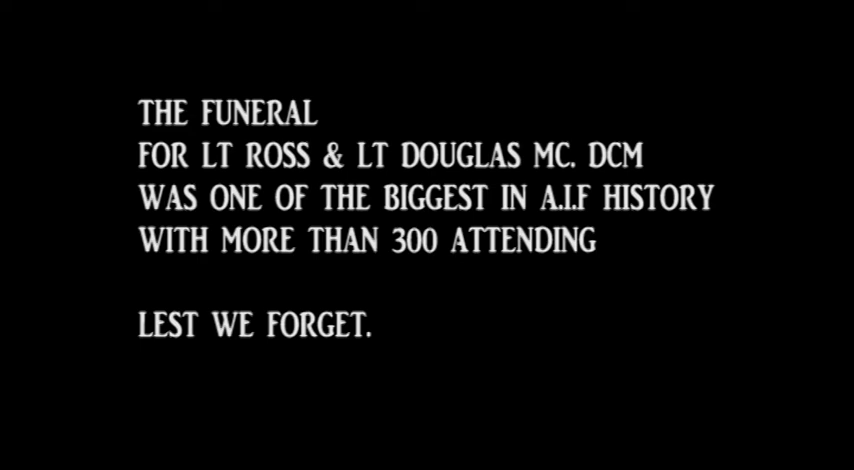 THE FUNERAL
FOR LT ROSS & LT DOUGLAS MC. DCM
WAS ONE OF THE BIGGEST IN A.I.F HISTORY
WITH MORE THAN 300 ATTENDING
LEST WE FORGET.